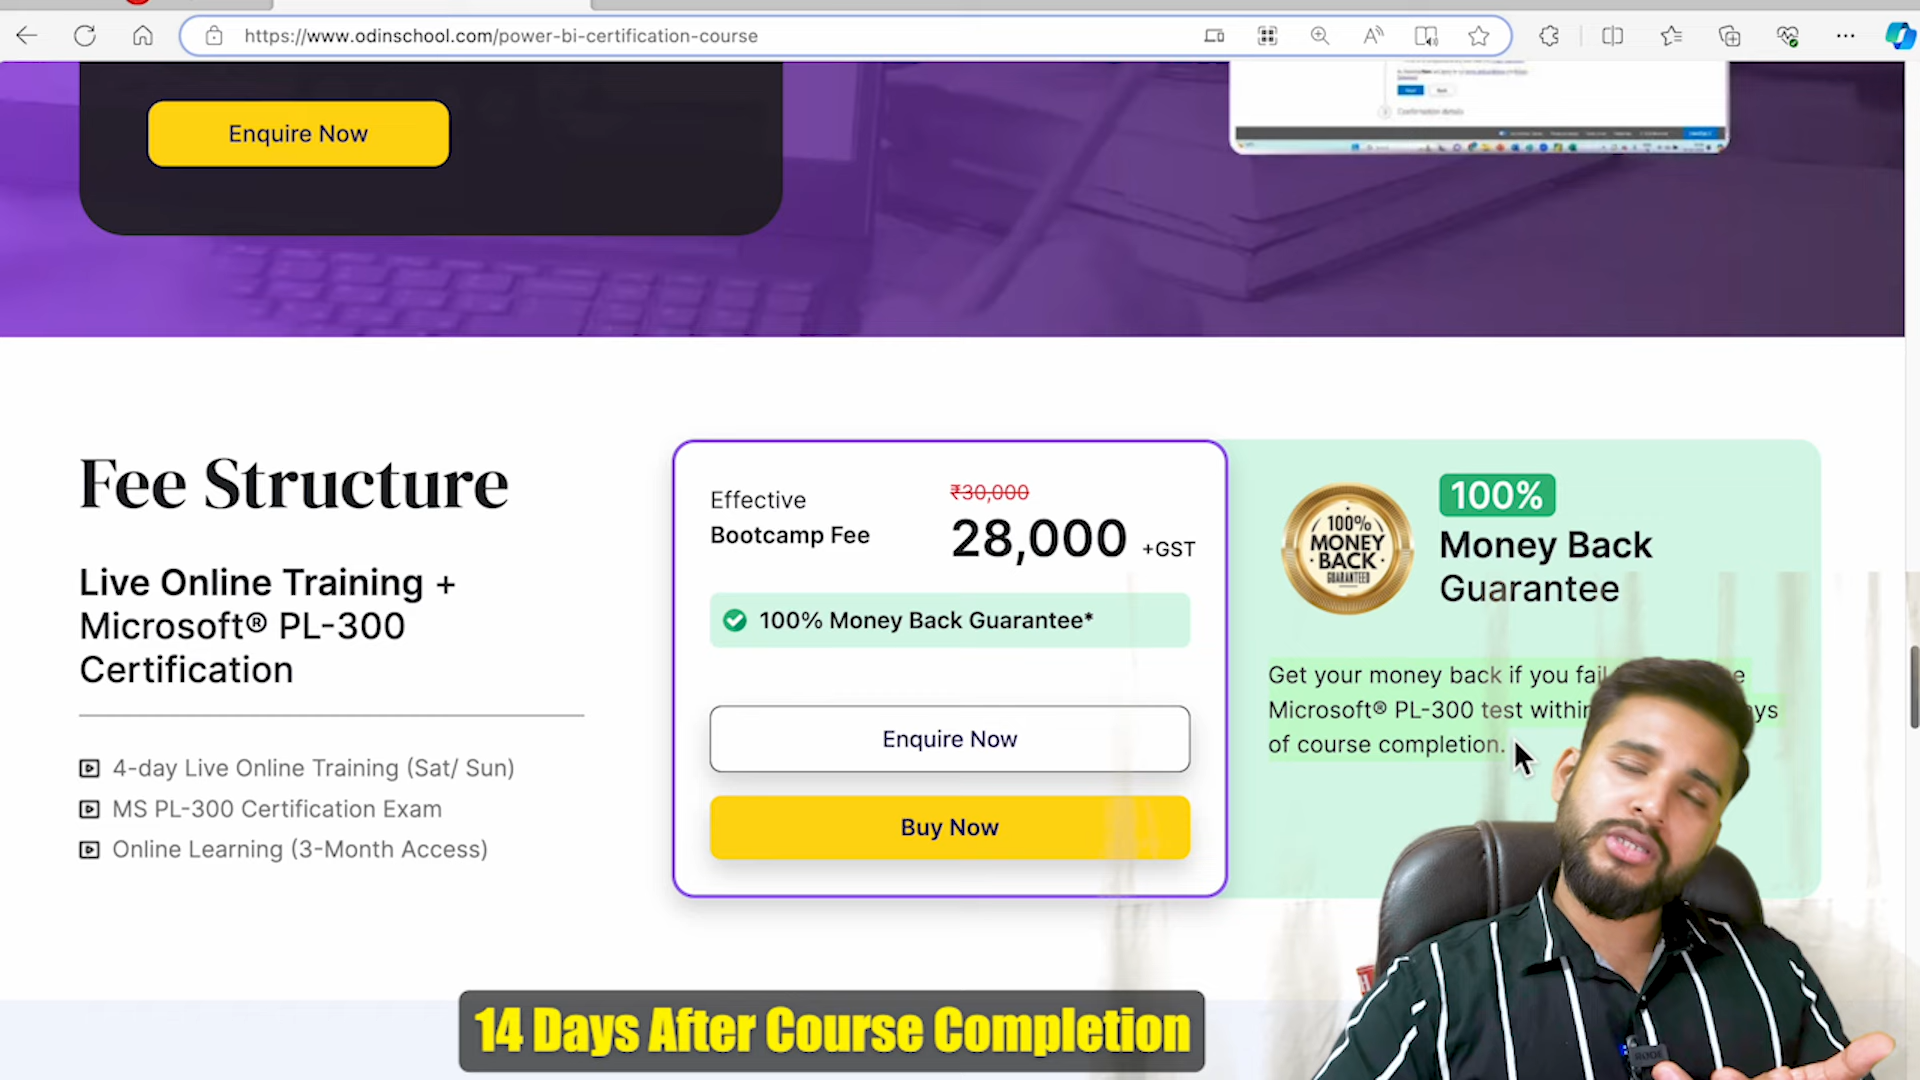 https://www.odinschool.com/power-bi-certification-course
Enquire Now
Confirmation details
Fee Structure
Live Online Training +
Microsoft® PL-300
Certification
4-day Live Online Training (Sat/ Sun)
MS PL-300 Certification Exam
Online Learning (3-Month Access)
Effective
Bootcamp Fee
₹30,000
28,000 +GST
100% Money Back Guarantee*
Enquire Now
Buy Now
100%
MONEY
BACK
GUARANTEED
100%
Money Back
Guarantee
Get your money back if you fail
Microsoft® PL-300 test within
of course completion.
14 Days After Course Completion
RODE